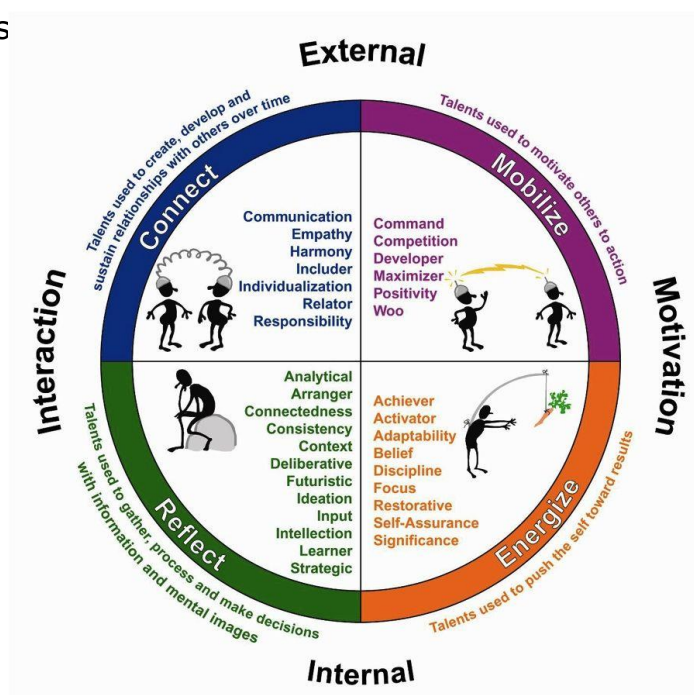 s
External
Talents used to create, develop and
sustain relationships with others over time
Connect
Communication
Empathy
Harmony
Includer
Individualization
Relator
Responsibility
Talents used to motivate others to action
Mobilize
Command
Competition
Developer
Maximizer
Positivity
Woo
Interaction
Motivation
Analytical
Arranger
Connectedness
Consistency
Context
Deliberative
Futuristic
Ideation
Input
Intellection
Learner
Strategic
Reflect
Talents used to gather, process and make decisions
with information and mental images
Achiever
Activator
Adaptability
Belief
Discipline
Focus
Restorative
Self-Assurance
Significance
Energize
Talents used to push the self toward results
Internal